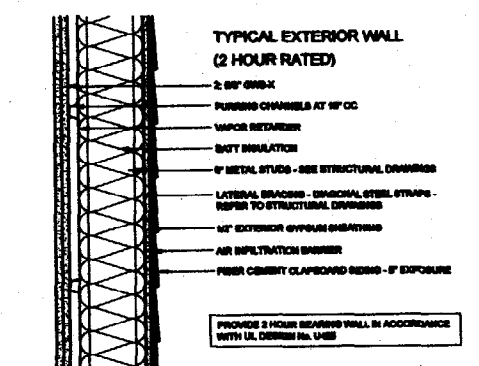 TYPICAL EXTERIOR WALL
(2 HOUR RATED)
2: 5/8" GWB-X
FURRING CHANNELS AT 16" OC
VAPOR RETARDER
BATT INSULATION
6" METAL STUDS - SEE STRUCTURAL DRAWINGS
LATERAL BRACING - DIAGONAL STEEL STRAPS -
REFER TO STRUCTURAL DRAWINGS
1/2" EXTERIOR GYPSUM SHEATHING
AIR INFILTRATION BARRIER
FIBER CEMENT CLAPBOARD SIDING - 5" EXPOSURE
PROVIDE 2 HOUR BEARING WALL IN ACCORDANCE
WITH UL DESIGN No.